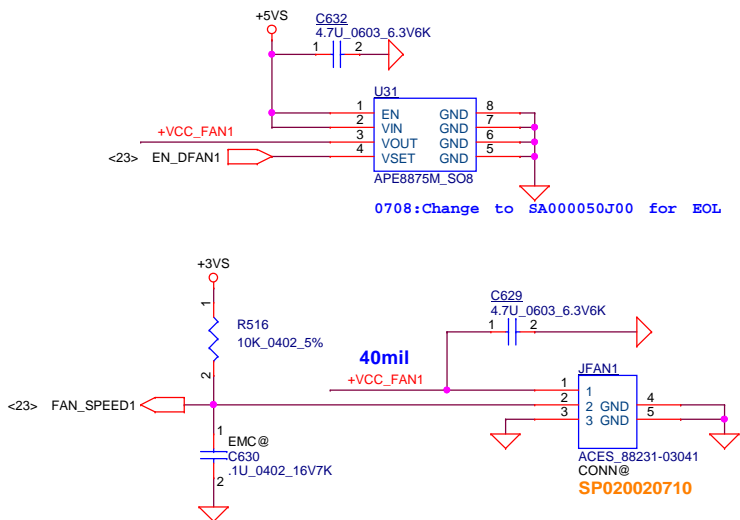 +5VS
C632
4.7U_0603_6.3V6K
1 2
U31
1 EN GND 8
2 VIN GND 7
+VCC_FAN1 3 VOUT GND 6
<23> EN_DFAN1 4 VSET GND 5
APE8875M_SO8
0708:Change to SA000050J00 for EOL
+3VS
1
R516
10K_0402_5%
2
C629
4.7U_0603_6.3V6K
1 2
40mil
+VCC_FAN1
JFAN1
1 1
<23> FAN_SPEED1 2 2 GND 4
3 3 GND 5
1
EMC@
C630
.1U_0402_16V7K
2
ACES_88231-03041
CONN@
SP020020710